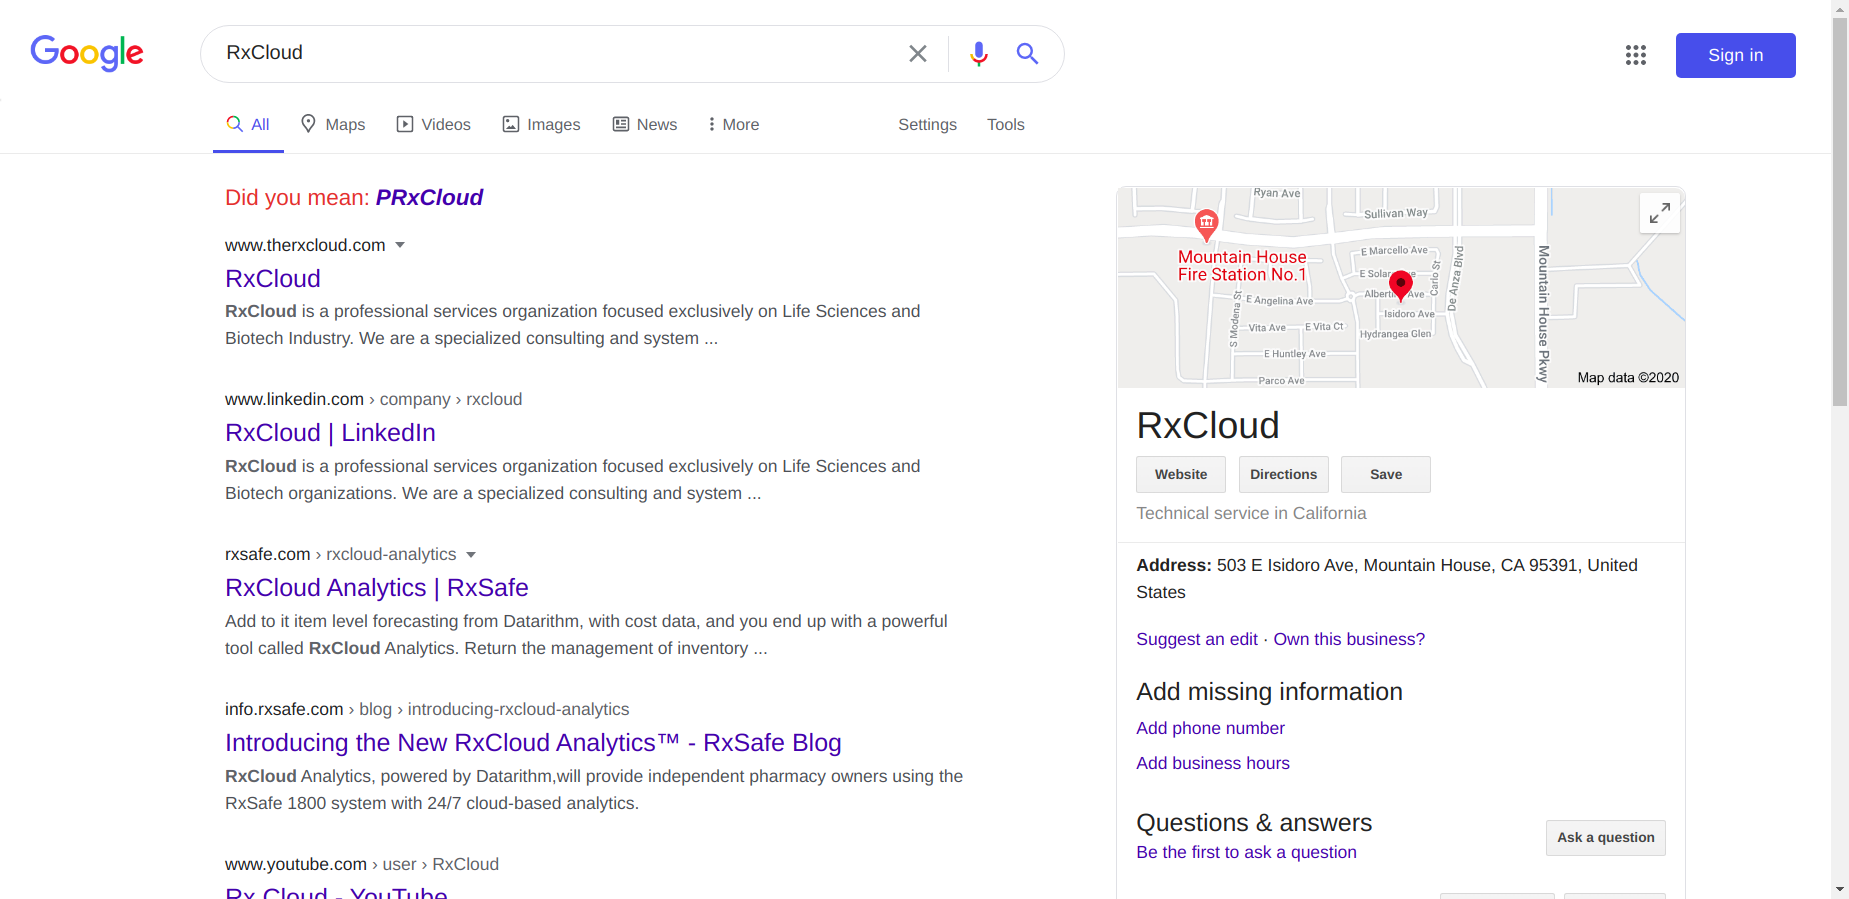 Google
RxCloud
Sign in
All
Maps
Videos
Images
News
More
Settings
Tools
Did you mean: PRxCloud
www.therxcloud.com
RxCloud
RxCloud is a professional services organization focused exclusively on Life Sciences and
Biotech Industry. We are a specialized consulting and system ...
www.linkedin.com › company › rxcloud
RxCloud | LinkedIn
RxCloud is a professional services organization focused exclusively on Life Sciences and
Biotech organizations. We are a specialized consulting and system ...
rxsafe.com › rxcloud-analytics
RxCloud Analytics | RxSafe
Add to it item level forecasting from Datarithm, with cost data, and you end up with a powerful
tool called RxCloud Analytics. Return the management of inventory ...
info.rxsafe.com › blog › introducing-rxcloud-analytics
Introducing the New RxCloud Analytics™ - RxSafe Blog
RxCloud Analytics, powered by Datarithm,will provide independent pharmacy owners using the
RxSafe 1800 system with 24/7 cloud-based analytics.
www.youtube.com › user › RxCloud
Rx Cloud - YouTube
Ryan Ave
Sullivan Way
Mountain House
Fire Station No.1
E Marcello Ave
E Solar
Carlo St
De Anza Blvd
Mountain House Pkwy
E Angelina Ave
Ave
Isidoro Ave
S Modena St
Vita Ave
E Vita Ct
Hydrangea Glen
E Huntley Ave
Parco Ave
Map data ©2020
RxCloud
Website
Directions
Save
Technical service in California
Address: 503 E Isidoro Ave, Mountain House, CA 95391, United
States
Suggest an edit · Own this business?
Add missing information
Add phone number
Add business hours
Questions & answers
Ask a question
Be the first to ask a question